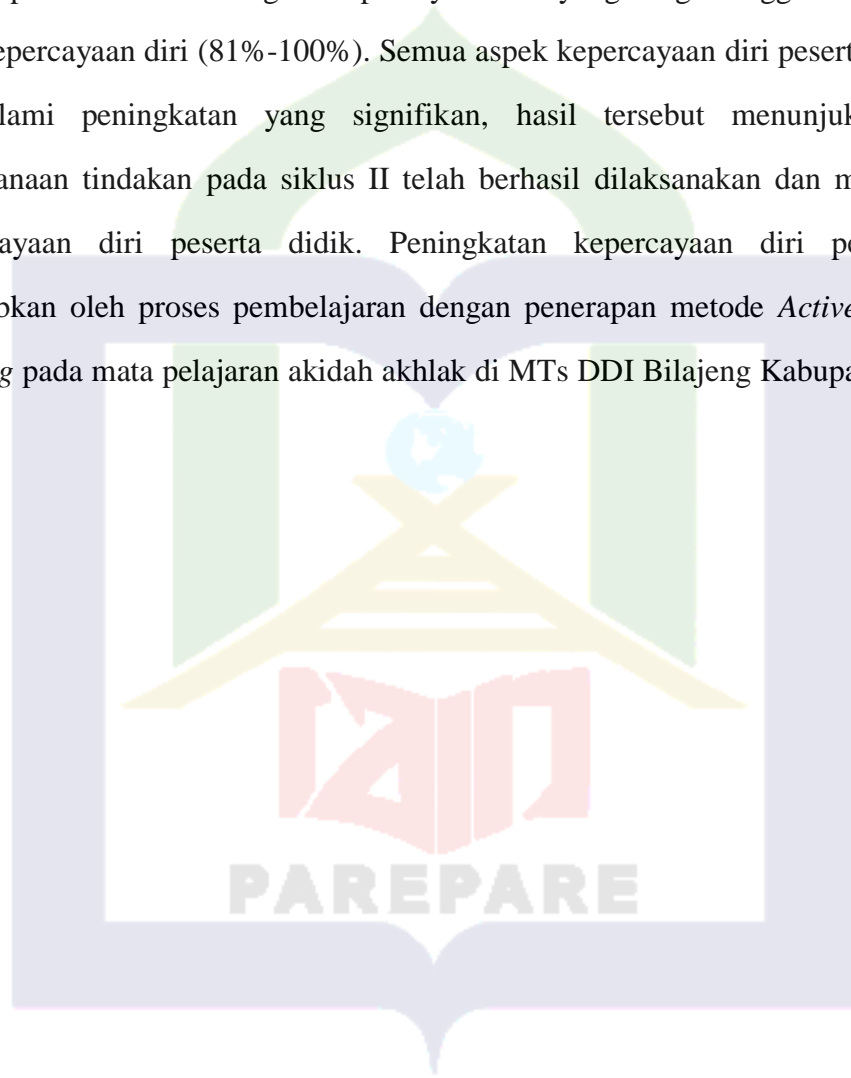 epercayaan diri (81%-100%). Semua aspek kepercayaan diri pesert
lami peningkatan yang signifikan, hasil tersebut menunjuk
anaan tindakan pada siklus II telah berhasil dilaksanakan dan m
ayaan diri peserta didik. Peningkatan kepercayaan diri pe
bkan oleh proses pembelajaran dengan penerapan metode Active
g pada mata pelajaran akidah akhlak di MTs DDI Bilajeng Kabupa
iain
PAREPARE